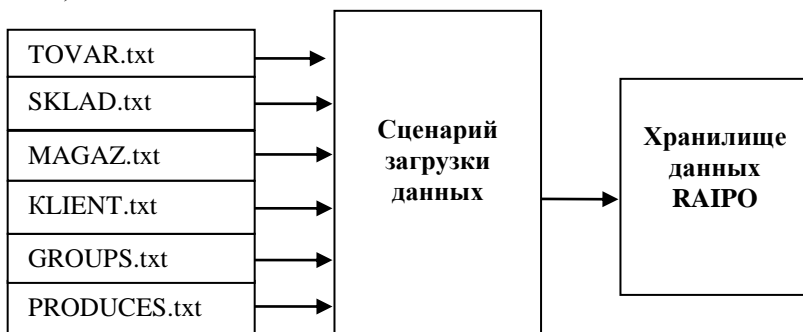 TOVAR.txt
SKLAD.txt
MAGAZ.txt
KLIENT.txt
GROUPS.txt
PRODUCES.txt
Сценарий
загрузки
данных
Хранилище
данных
RAIPO